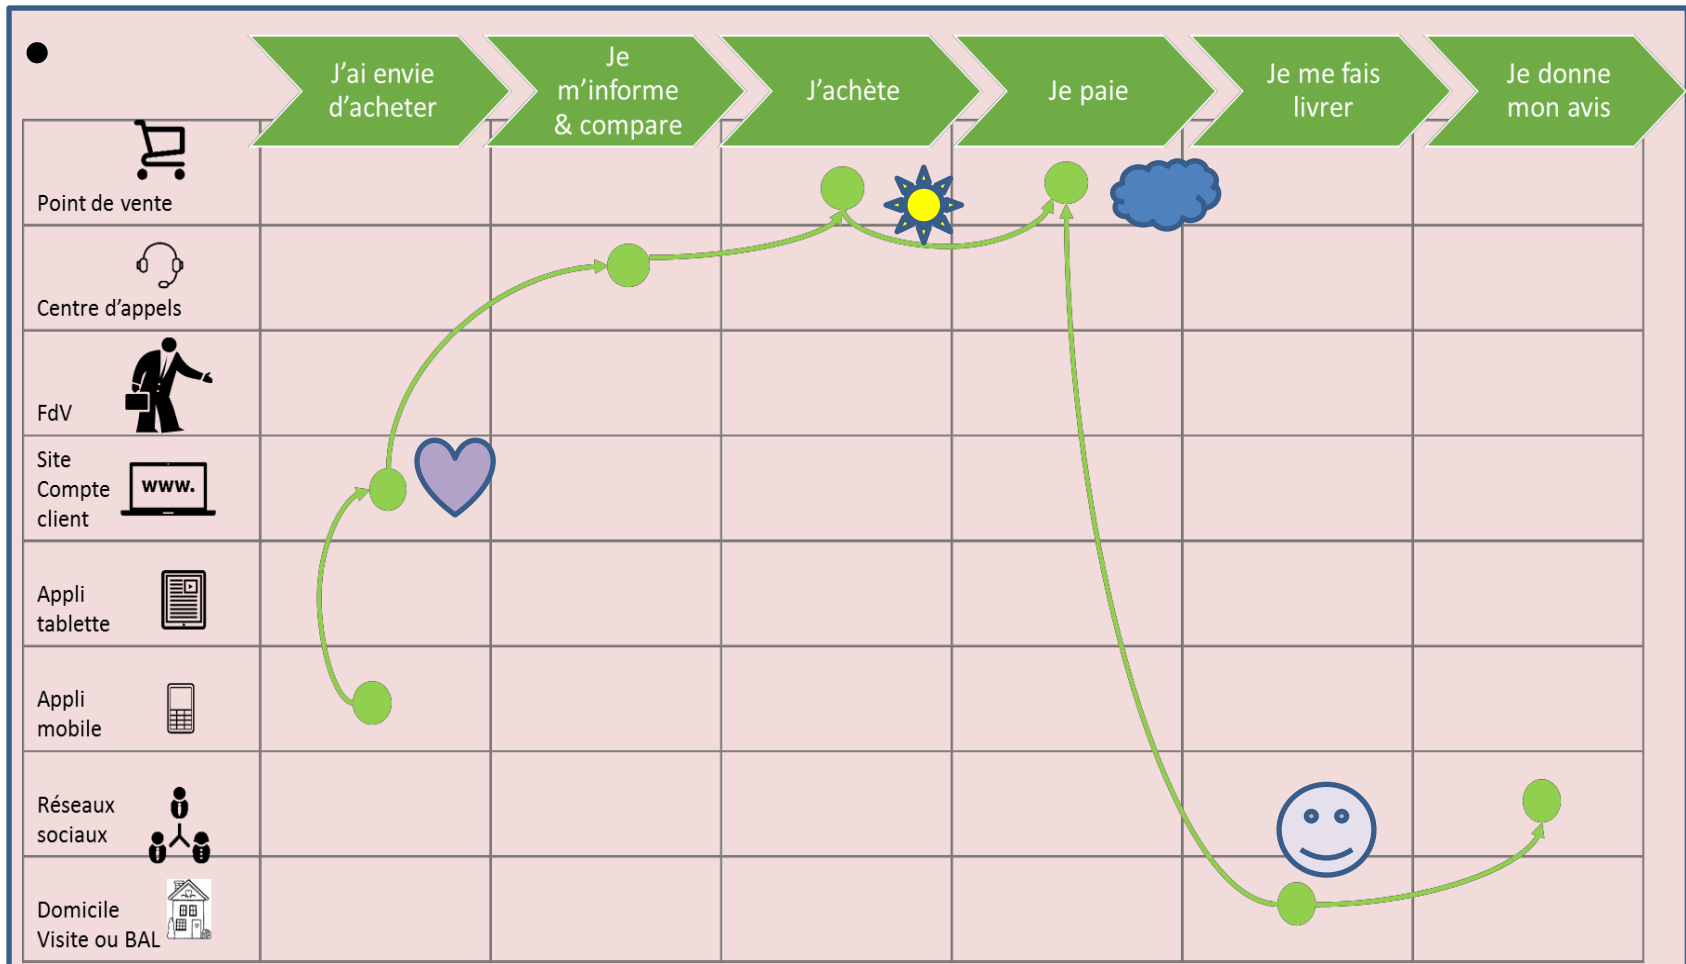 J'ai envie
d'acheter
Je
m'informe
& compare
J'achète
Je paie
Je me fais
livrer
Je donne
mon avis
Point de vente
Centre d'appels
FdV
Site
Compte
client
www.
Appli
tablette
Appli
mobile
Réseaux
sociaux
Domicile
Visite ou BAL